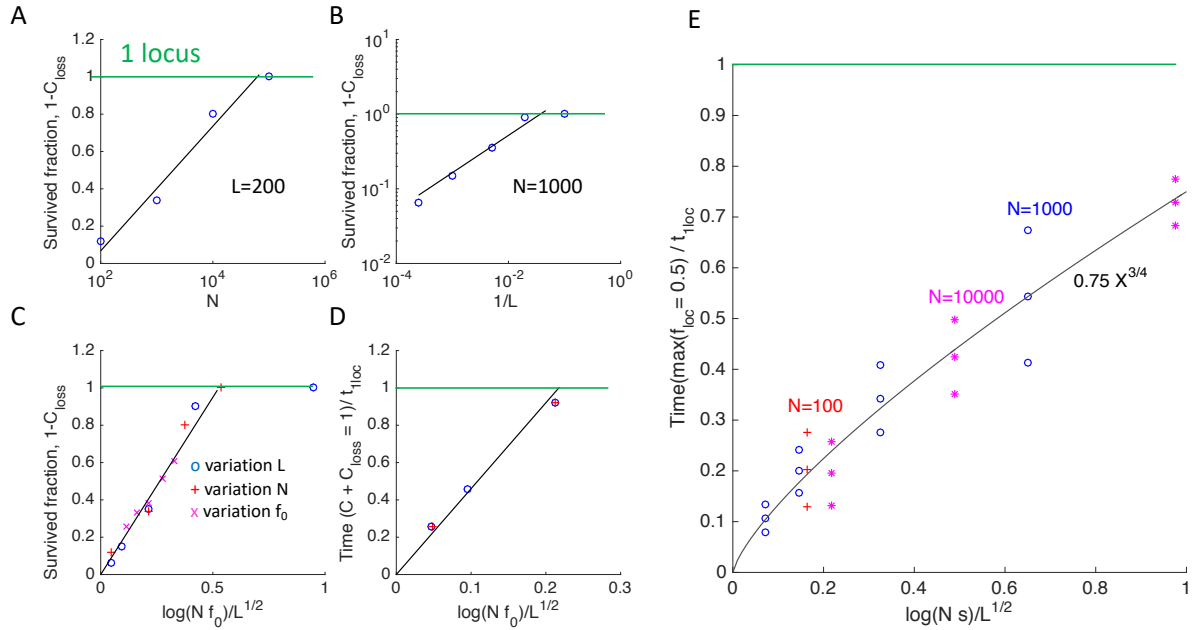 A
Survived fraction, 1-C_loss
1.2
1
0.8
0.6
0.4
0.2
0
1 locus
L=200
10^2
10^3
10^4
10^5
10^6
N
B
Survived fraction, 1-C_loss
10^1
10^0
10^-1
10^-2
N=1000
10^-4
10^-2
10^0
1/L
C
Survived fraction, 1-C_loss
1.2
1
0.8
0.6
0.4
0.2
0
variation L
variation N
variation f_0
0
0.5
1
log(N f_0)/L^1/2
D
Time (C + C_loss = 1)/ t_1loc
1.2
1
0.8
0.6
0.4
0.2
0
0
0.1
0.2
0.3
log(N f_0)/L^1/2
E
Time(max(f_loc = 0.5) / t_1loc
1
0.9
0.8
0.7
0.6
0.5
0.4
0.3
0.2
0.1
0
N=1000
0.75 X^3/4
N=10000
N=100
0
0.2
0.4
0.6
0.8
1
log(N s)/L^1/2